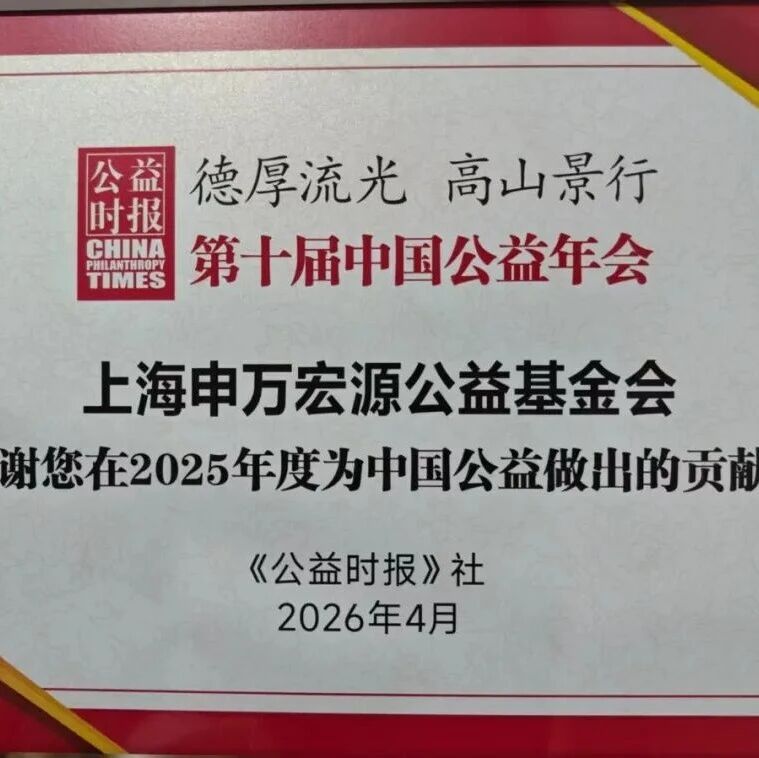 公益时报
CHINA
PHILANTHROPY
TIMES
德厚流光 高山景行
第十届中国公益年会
上海申万宏源公益基金会
谢您在2025年度为中国公益做出的贡献
《公益时报》社
2026年4月